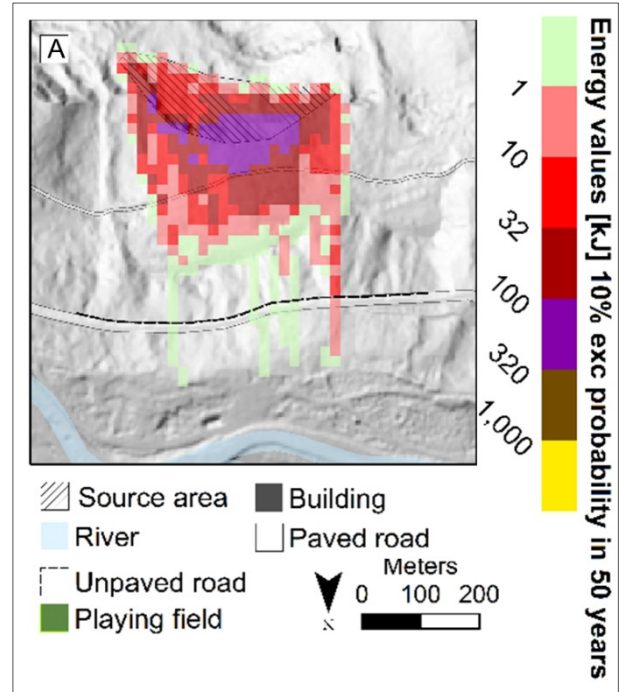 A
1
10
32
100
320
1,000
Energy values [kJ] 10% exc probability in 50 years
Source area
Building
River
Paved road
Unpaved road
Meters
0 100 200
Playing field
N